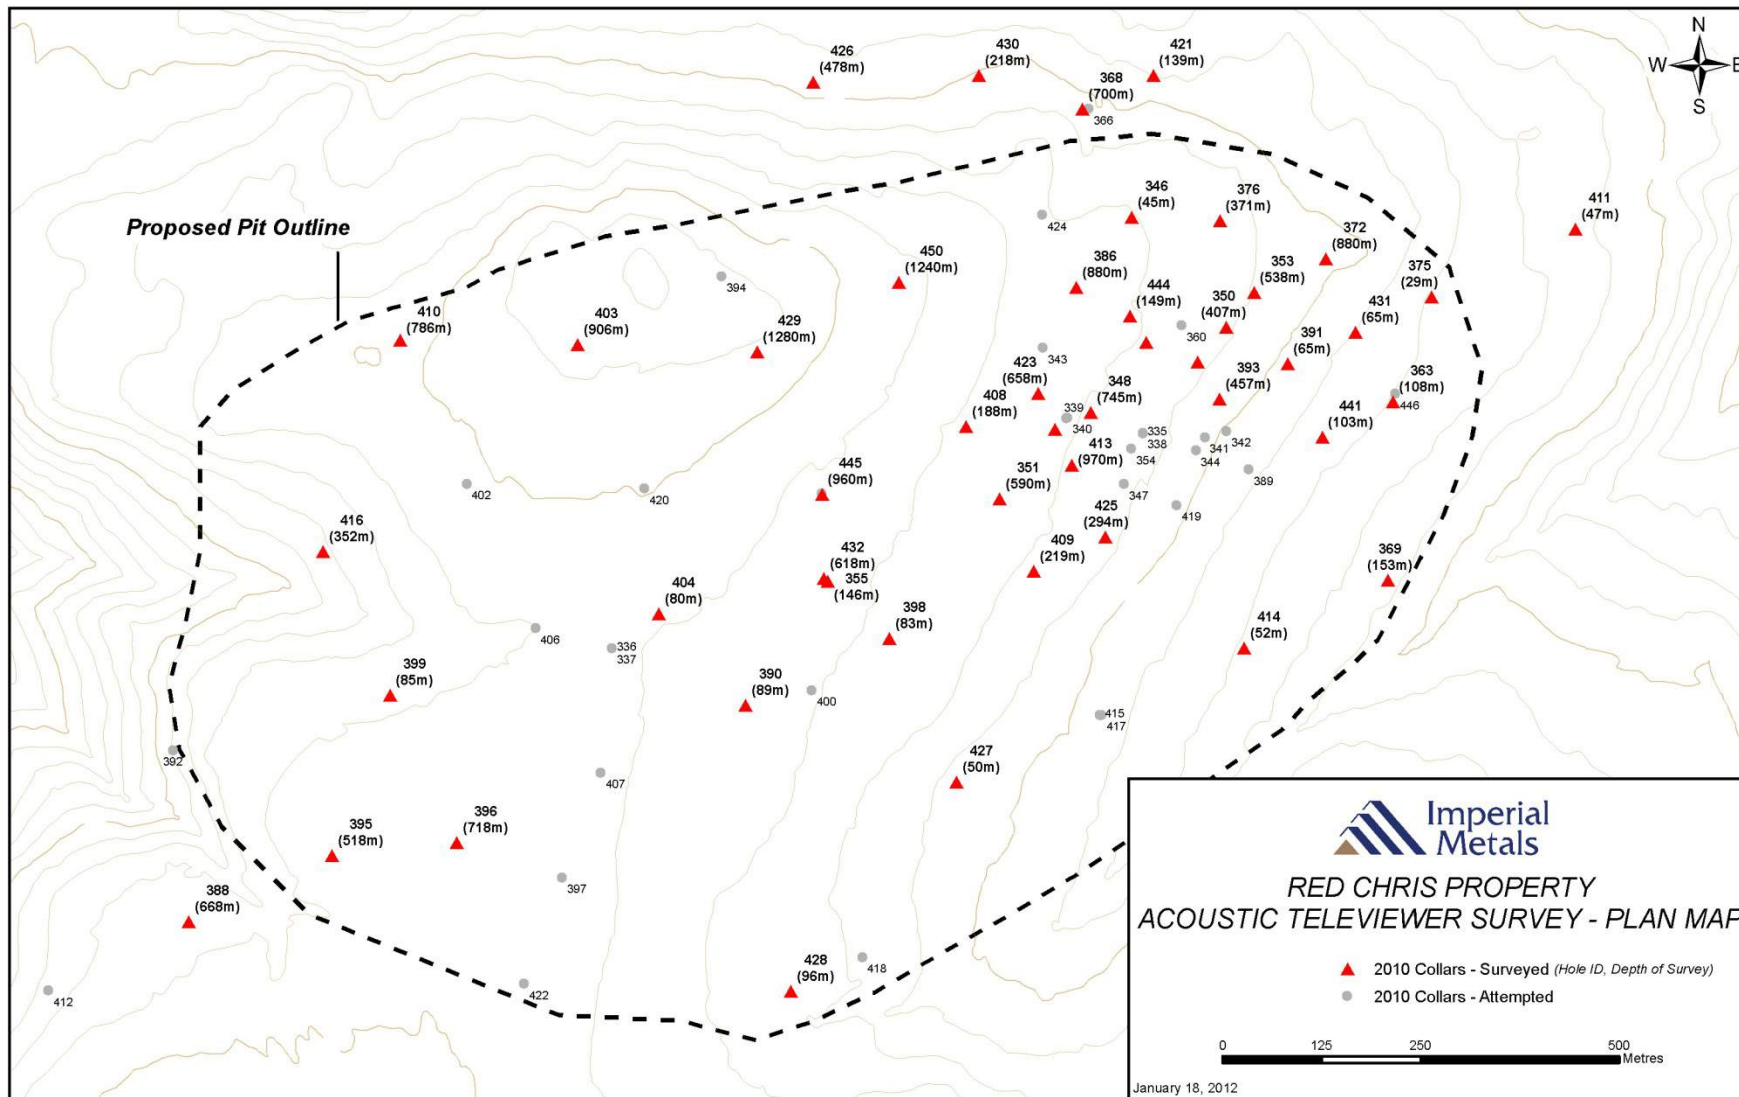 N
W
E
S
426
(478m)
430
(218m)
421
(139m)
368
(700m)
366
Proposed Pit Outline
346
(45m)
376
(371m)
411
(47m)
424
372
(880m)
450
(1240m)
386
(880m)
353
(538m)
375
(29m)
394
444
(149m)
350
(407m)
431
(65m)
410
(786m)
403
(906m)
429
(1280m)
360
391
(65m)
343
423
(658m)
393
(457m)
363
(108m)
446
408
(188m)
348
(745m)
339
340
441
(103m)
335
338
341
342
413
(970m)
354
344
445
(960m)
351
(590m)
347
389
402
420
425
(294m)
419
416
(352m)
432
(618m)
409
(219m)
369
(153m)
355
(146m)
404
(80m)
398
(83m)
414
(52m)
406
336
337
399
(85m)
390
(89m)
400
415
417
392
407
427
(50m)
395
(518m)
396
(718m)
397
388
(668m)
428
(96m)
418
412
422
Imperial
Metals
RED CHRIS PROPERTY
ACOUSTIC TELEVIEWER SURVEY - PLAN MAP
2010 Collars - Surveyed (Hole ID, Depth of Survey)
2010 Collars - Attempted
0 125 250 500
Metres
January 18, 2012